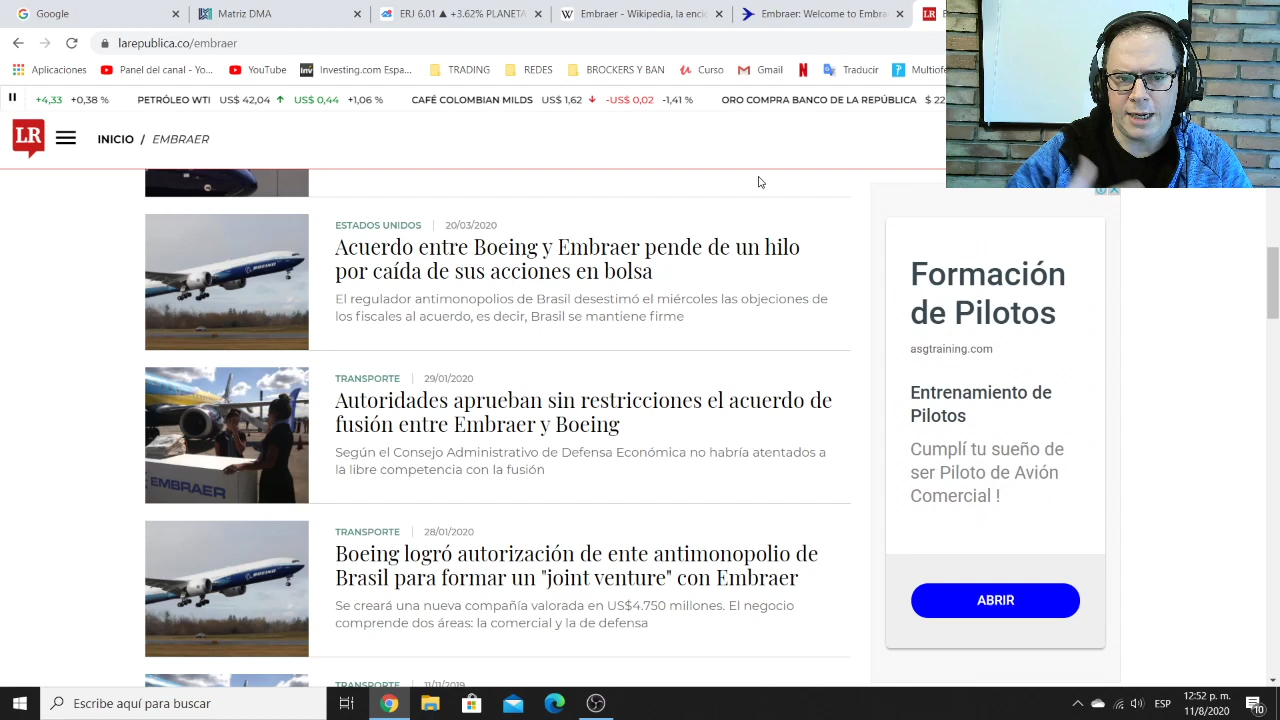 Google
Matriz DMA
ERJ 6.01 ▲ +3.62% PLANET
Embraer - Wikipedia, la enci
Embraer: Welcome to Embra
LR
larepublica.co/embraer
Aplicaciones
Panel del canal - Yo...
YouTube
Inv
Investing.com Espa...
TRADING
REDES
BROCKERS Y BAN
Curso
Gmail
Traducir
Multiofe
+4,33 +0,38 % PETRÓLEO WTI US$ 42,04 ↑ US$ 0,44 +1,06 % CAFÉ COLOMBIAN MILDS US$ 1,62 ↓ -US$ 0,02 -1,41 % ORO COMPRA BANCO DE LA REPÚBLICA $ 22
LR
INICIO / EMBRAER
ESTADOS UNIDOS | 20/03/2020
Acuerdo entre Boeing y Embraer pende de un hilo
por caída de sus acciones en bolsa
El regulador antimonopolios de Brasil desestimó el miércoles las objeciones de
los fiscales al acuerdo, es decir, Brasil se mantiene firme
BOEING
TRANSPORTE | 29/01/2020
Autoridades aprueban sin restricciones el acuerdo de
fusión entre Embraer y Boeing
Según el Consejo Administrativo de Defensa Económica no habría atentados a
la libre competencia con la fusión
EMBRAER
TRANSPORTE | 28/01/2020
Boeing logró autorización de ente antimonopolio de
Brasil para formar un "joint venture" con Embraer
Se creará una nueva compañía valorada en US$4.750 millones. El negocio
comprende dos áreas: la comercial y la de defensa
BOEING
TRANSPORTE | 11/11/2019
Formación
de Pilotos
asgtraining.com
Entrenamiento de
Pilotos
Cumplí tu sueño de
ser Piloto de Avión
Comercial !
ABRIR
Escribe aquí para buscar
ESP
12:52 p. m.
11/8/2020
10